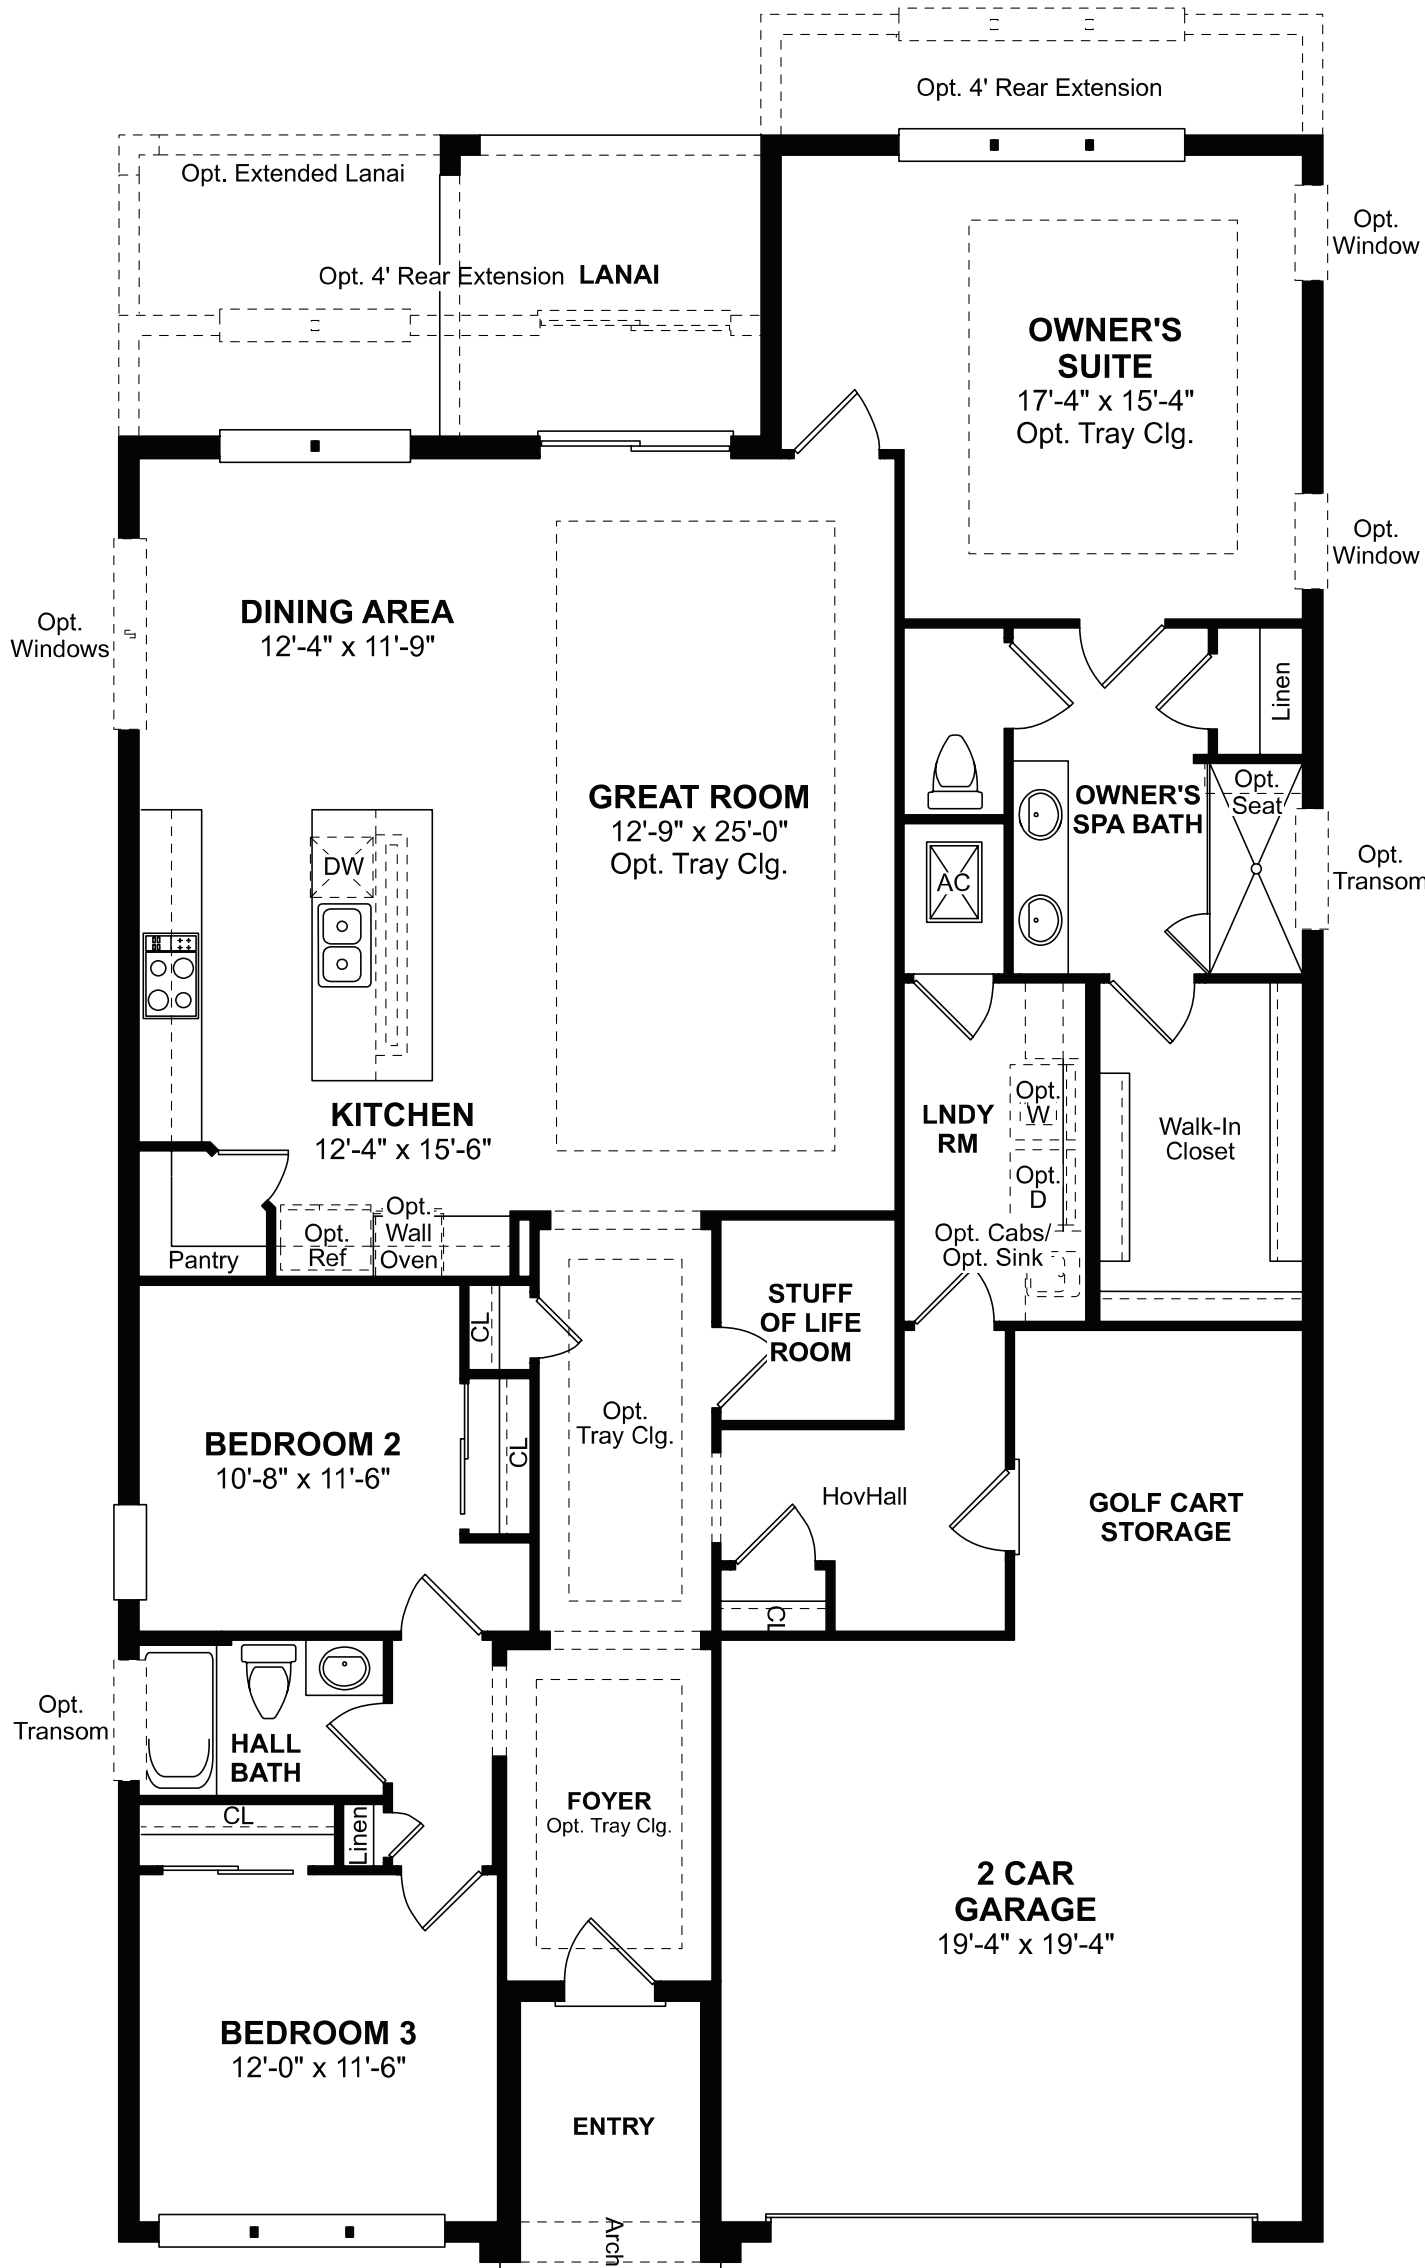 Opt. 4' Rear Extension
Opt. Extended Lanai
Opt.
Window
Opt. 4' Rear Extension
LANAI
OWNER'S
SUITE
17'-4" x 15'-4"
Opt. Tray Clg.
Opt.
Window
Opt.
Windows
DINING AREA
12'-4" x 11'-9"
Linen
GREAT ROOM
12'-9" x 25'-0"
Opt. Tray Clg.
OWNER'S
SPA BATH
Opt.
Seat
Opt.
Transom
DW
AC
KITCHEN
12'-4" x 15'-6"
LNDY
RM
Opt.
W
Opt.
D
Walk-In
Closet
Opt. Cabs/
Opt. Sink
Pantry
Opt.
Ref
Opt.
Wall
Oven
CL
STUFF
OF LIFE
ROOM
Opt.
Tray Clg.
BEDROOM 2
10'-8" x 11'-6"
CL
HovHall
GOLF CART
STORAGE
CL
Opt.
Transom
HALL
BATH
CL
Linen
FOYER
Opt. Tray Clg.
2 CAR
GARAGE
19'-4" x 19'-4"
BEDROOM 3
12'-0" x 11'-6"
ENTRY
Arch